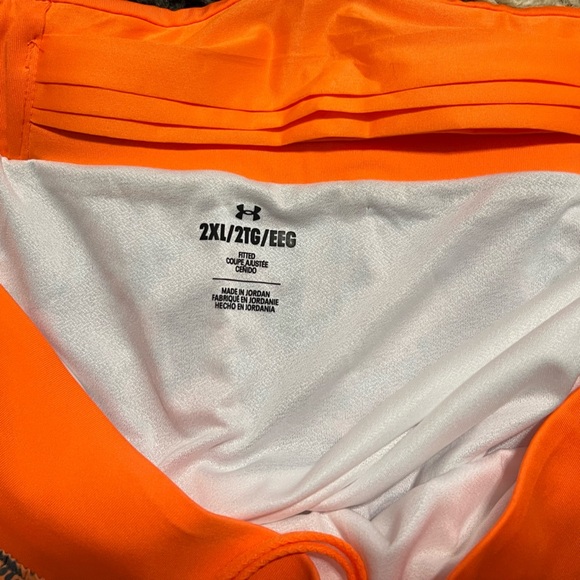 2XL/2TG/EEG
FITTED
COUPE AJUSTÉE
CEÑIDO
MADE IN JORDAN
FABRIQUÉ EN JORDANIE
HECHO EN JORDANIA